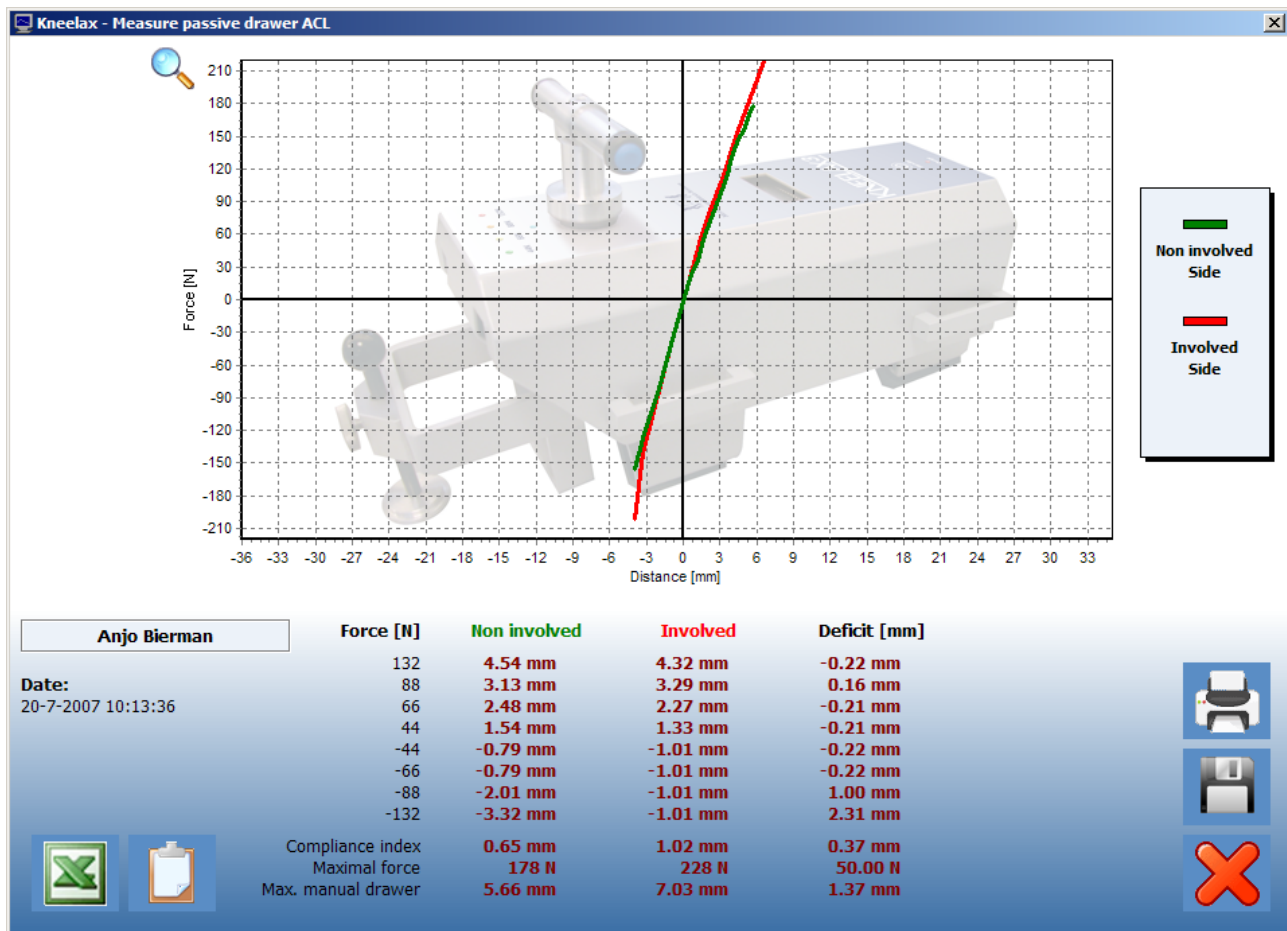 Kneelax - Measure passive drawer ACL
210
180
150
120
90
60
30
0
-30
-60
-90
-120
-150
-180
-210
Force [N]
-36 -33 -30 -27 -24 -21 -18 -15 -12 -9 -6 -3 0 3 6 9 12 15 18 21 24 27 30 33
Distance [mm]
Non involved
Side
Involved
Side
Anjo Bierman
Date:
20-7-2007 10:13:36
Force [N] Non involved Involved Deficit [mm]
132 4.54 mm 4.32 mm -0.22 mm
88 3.13 mm 3.29 mm 0.16 mm
66 2.48 mm 2.27 mm -0.21 mm
44 1.54 mm 1.33 mm -0.21 mm
-44 -0.79 mm -1.01 mm -0.22 mm
-66 -0.79 mm -1.01 mm -0.22 mm
-88 -2.01 mm -1.01 mm 1.00 mm
-132 -3.32 mm -1.01 mm 2.31 mm
Compliance index 0.65 mm 1.02 mm 0.37 mm
Maximal force 178 N 228 N 50.00 N
Max. manual drawer 5.66 mm 7.03 mm 1.37 mm